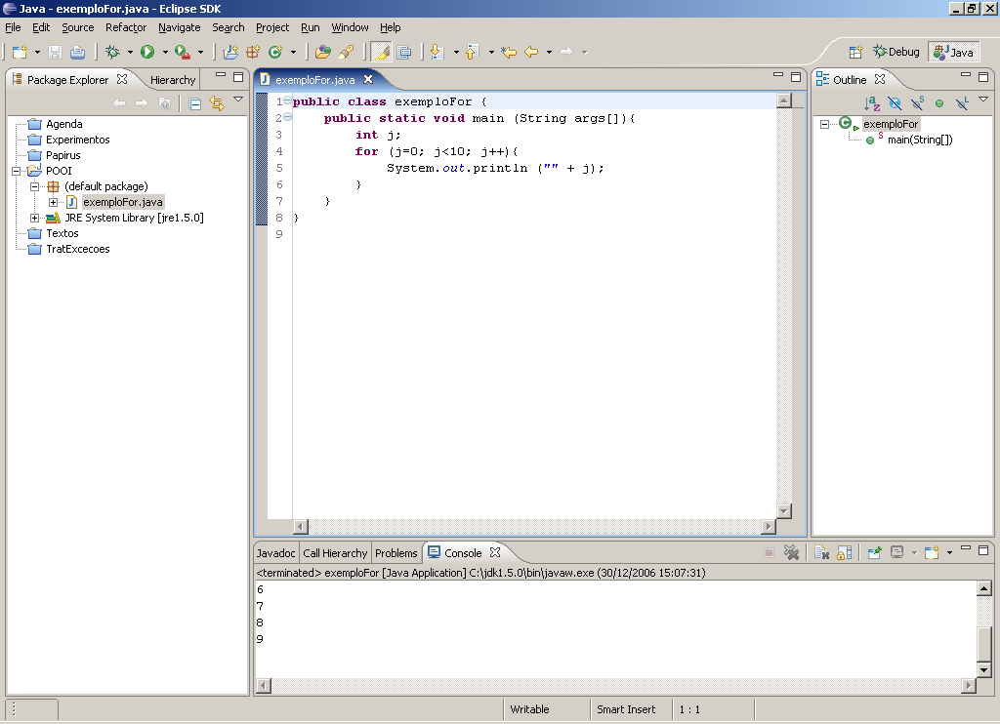 Java - exemploFor.java - Eclipse SDK
File Edit Source Refactor Navigate Search Project Run Window Help
Debug Java
Package Explorer Hierarchy
Agenda
Experimentos
Papirus
POOI
(default package)
exemploFor.java
JRE System Library [jre1.5.0]
Textos
TratExcecoes
exemploFor.java
1 public class exemploFor {
2 public static void main (String args[]){
3 int j;
4 for (j=0; j<10; j++){
5 System.out.println ("" + j);
6 }
7 }
8 }
9
Outline
exemploFor
main(String[])
Javadoc Call Hierarchy Problems Console
<terminated> exemploFor [Java Application] C:\jdk1.5.0\bin\javaw.exe (30/12/2006 15:07:31)
6
7
8
9
Writable Smart Insert 1 : 1